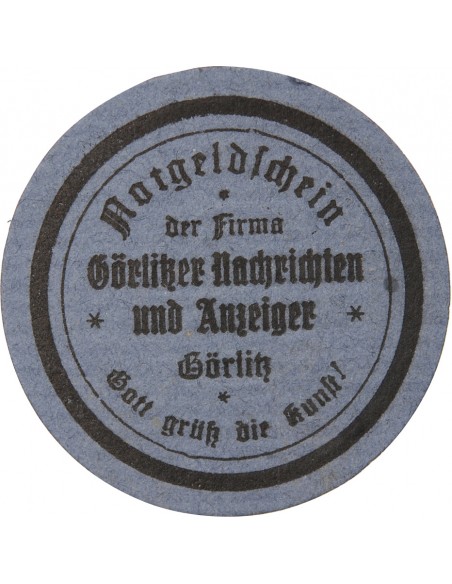 Notgeldschein
*
der Firma
Görlitzer Nachrichten
* und Anzeiger *
Görlitz
*
Gott grüß die Kunst!